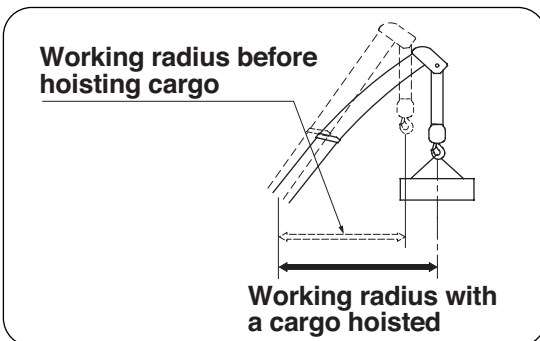 Working radius before
hoisting cargo
Working radius with
a cargo hoisted